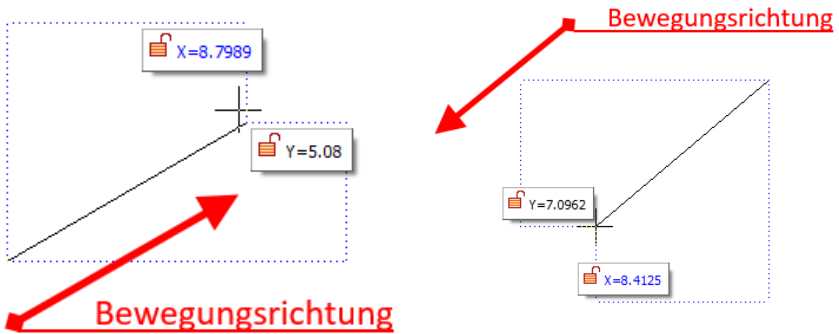 Bewegungsrichtung
X=8.7989
Y=5.08
Y=7.0962
X=8.4125
Bewegungsrichtung